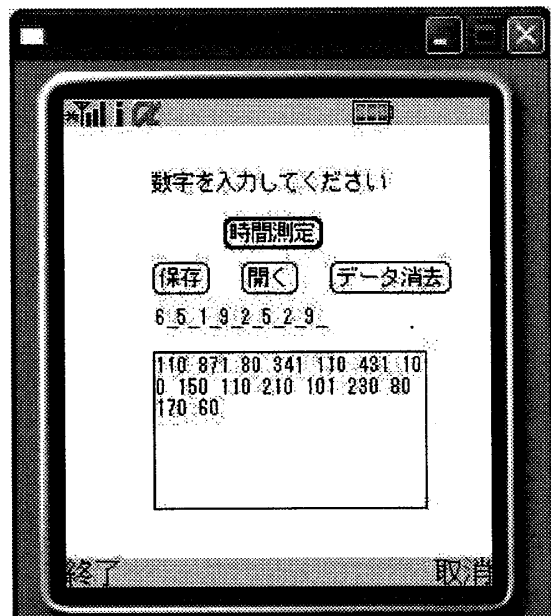 数字を入力してください
時間測定
保存 開く データ消去
6_5_1_9_2_5_2_9_
110 871 80 341 110 431 10
0 150 110 210 101 230 80
170 60
終了 取消